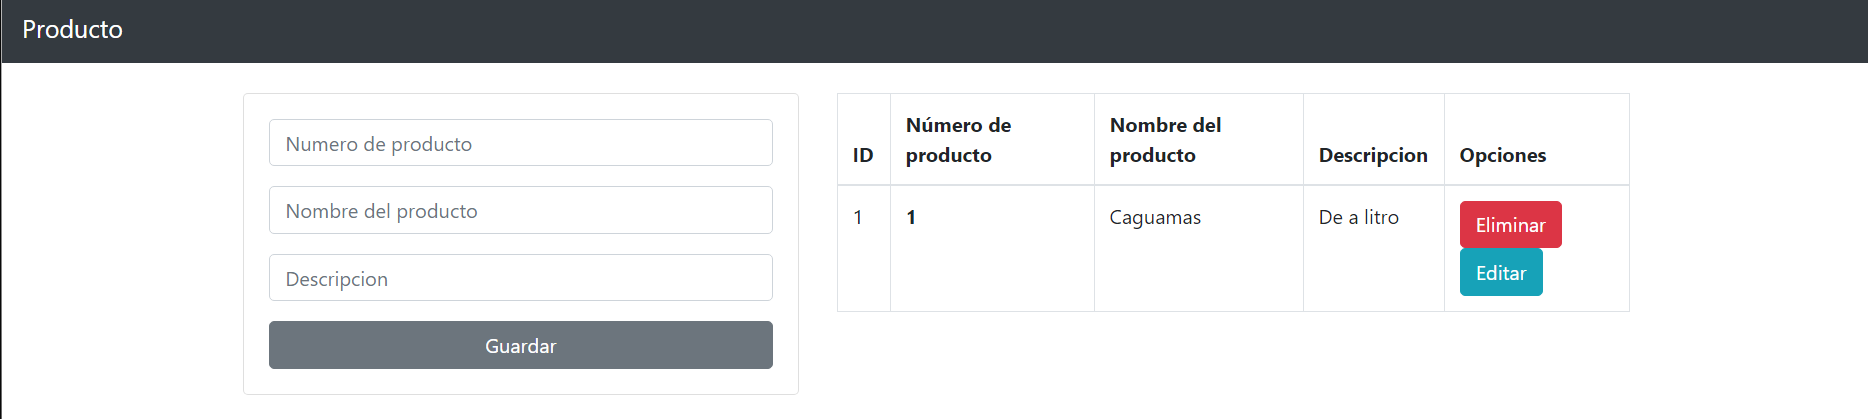 Producto
Numero de producto
Nombre del producto
Descripcion
Guardar
ID
Número de
producto
Nombre del
producto
Descripcion
Opciones
1
1
Caguamas
De a litro
Eliminar
Editar